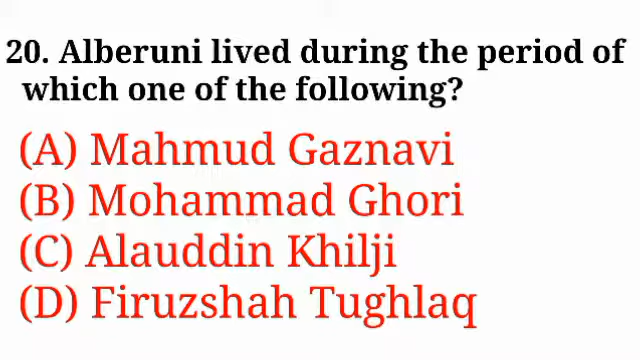 20. Alberuni lived during the period of
which one of the following?
(A) Mahmud Gaznavi
(B) Mohammad Ghori
(C) Alauddin Khilji
(D) Firuzshah Tughlaq